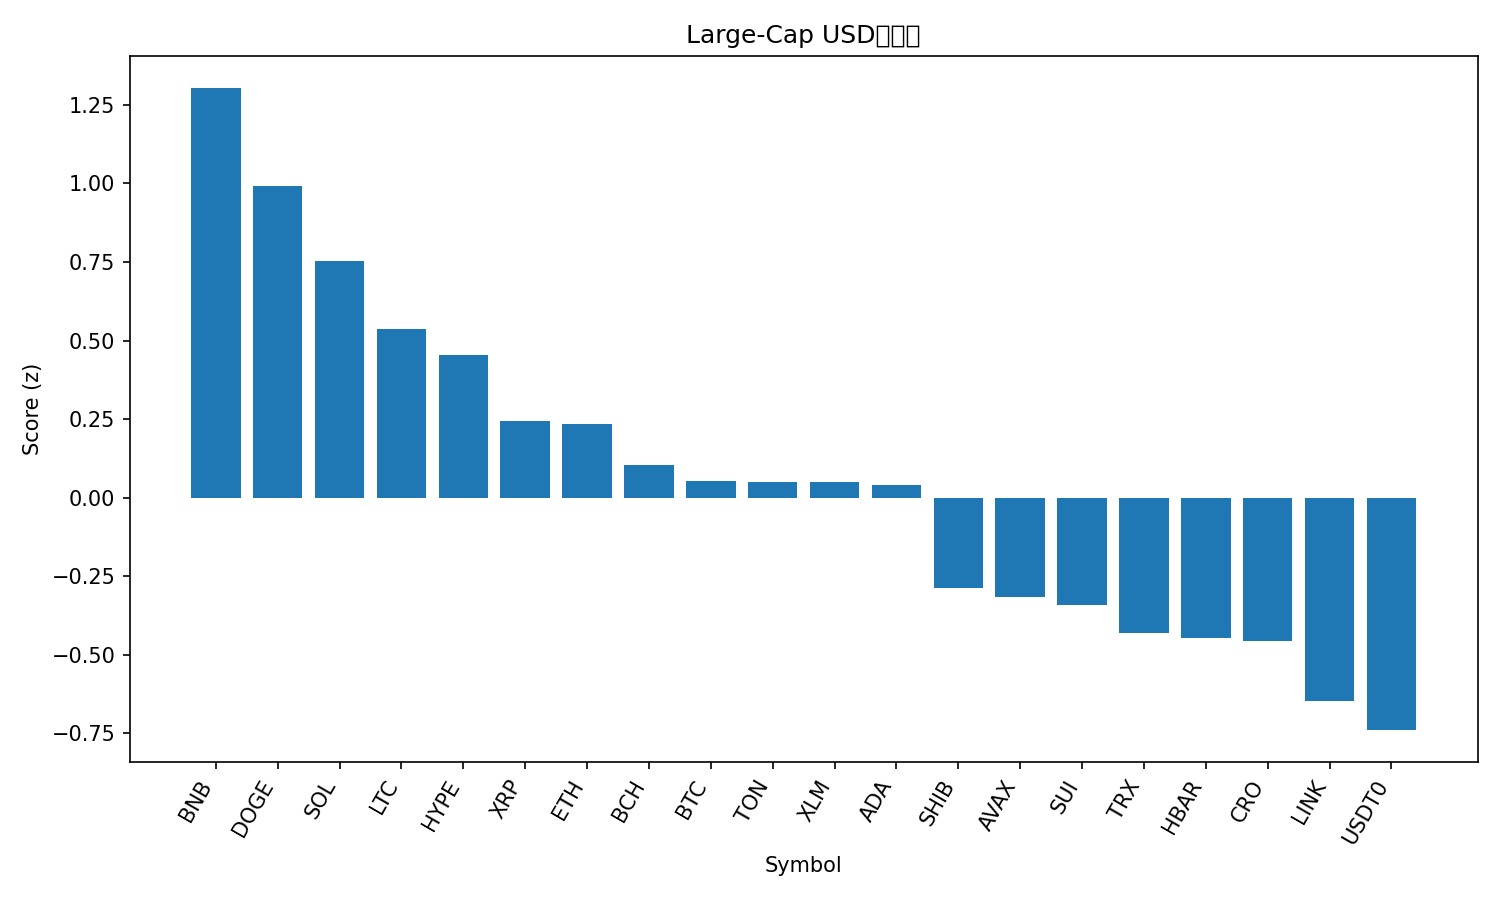 Large-Cap USD
1.25
1.00
0.75
0.50
0.25
0.00
−0.25
−0.50
−0.75
Score (z)
BNB
DOGE
SOL
LTC
HYPE
XRP
ETH
BCH
BTC
TON
XLM
ADA
SHIB
AVAX
SUI
TRX
HBAR
CRO
LINK
USDT0
Symbol